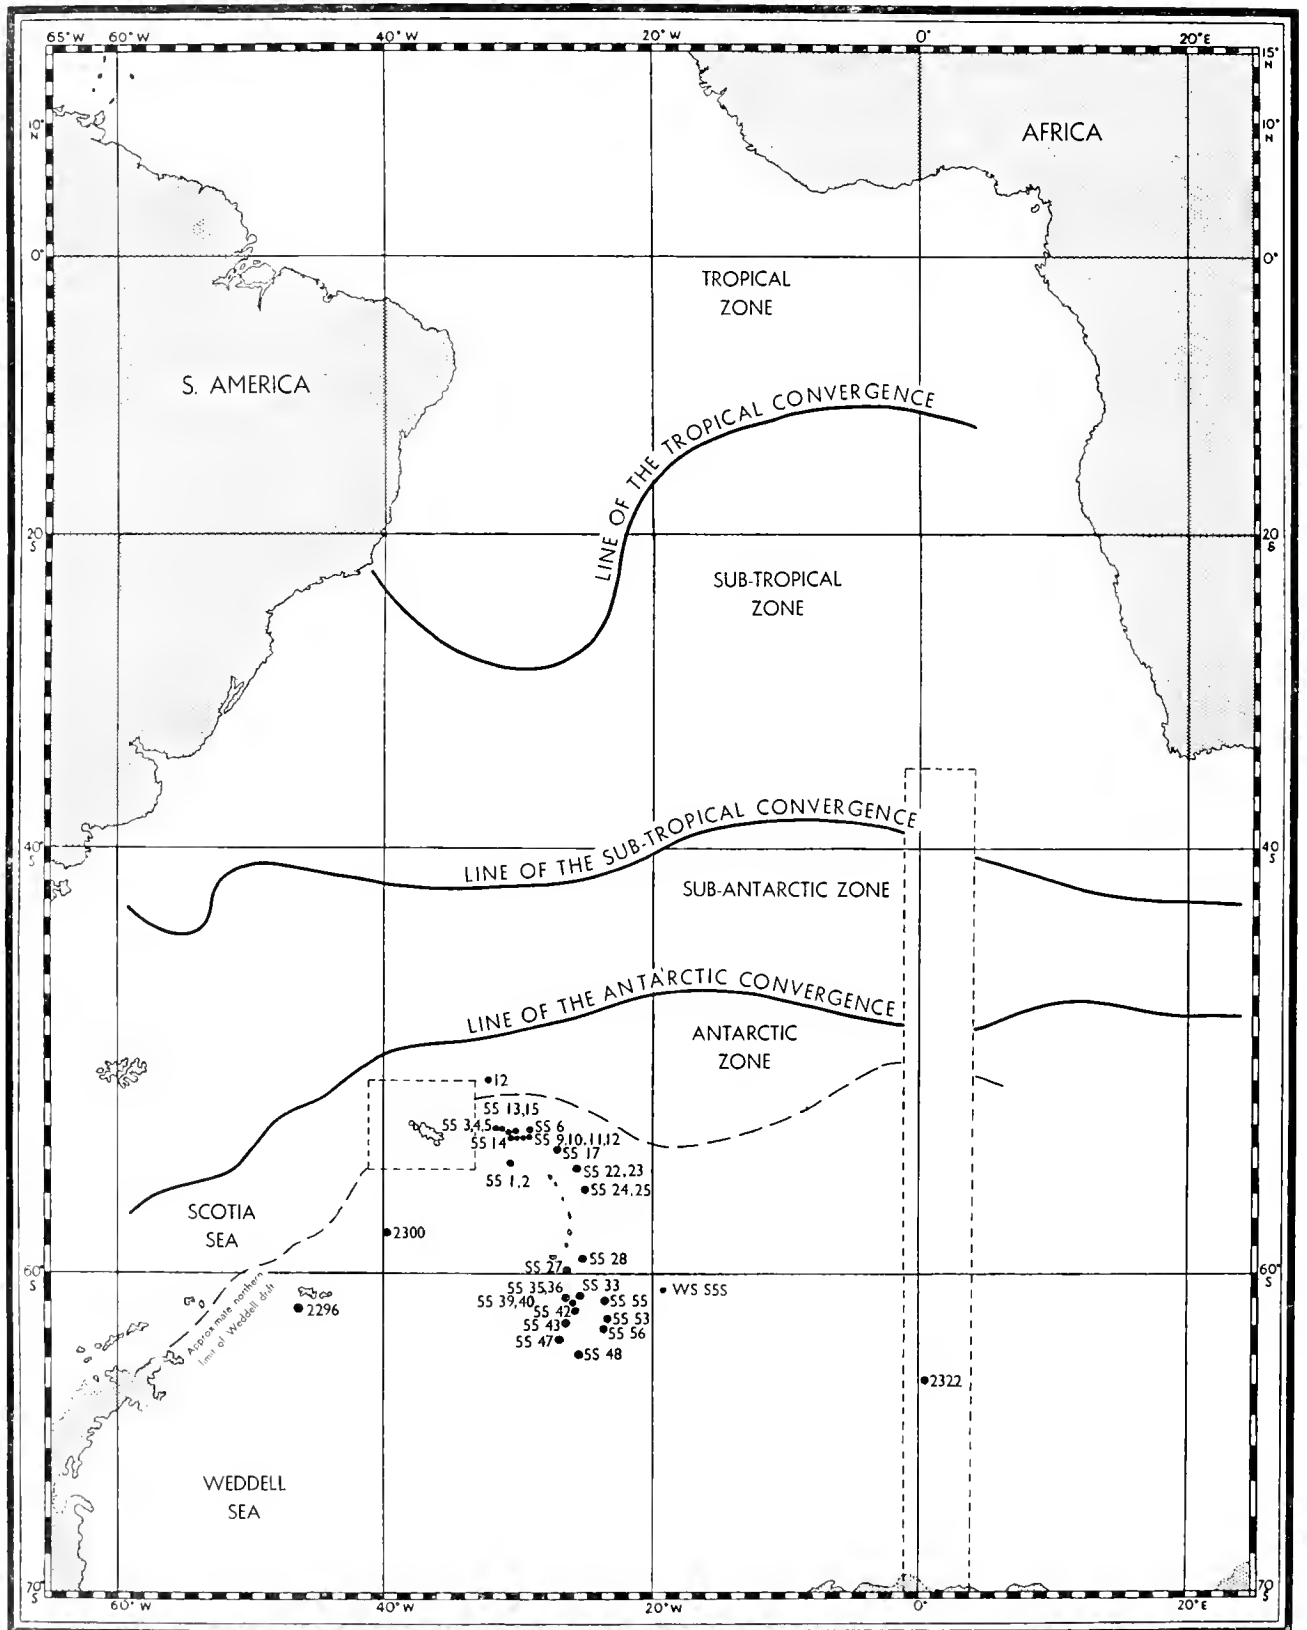 65°W 60°W 40°W 20°W 0° 20°E
15°
N
AFRICA
10°
N
10°
N
0°
0°
TROPICAL
ZONE
S. AMERICA
LINE OF THE TROPICAL CONVERGENCE
20
S
20
S
SUB-TROPICAL
ZONE
LINE OF THE SUB-TROPICAL CONVERGENCE
40°
S
40
S
SUB-ANTARCTIC ZONE
LINE OF THE ANTARCTIC CONVERGENCE
ANTARCTIC
ZONE
12
SS 13,15
SS 3,4,5
SS 6
SS 14
SS 9,10,11,12
SS 17
SS 22,23
SS 1,2
SS 24,25
SCOTIA
SEA
2300
SS 28
SS 27
60°
S
60°
S
SS 35,36
SS 33
WS 555
SS 39,40
SS 55
2296
SS 42
SS 53
SS 43
SS 56
SS 47
SS 48
Approximate northern
limit of Weddell drift
2322
WEDDELL
SEA
70°
S
70
S
60°W 40°W 20°W 0° 20°E